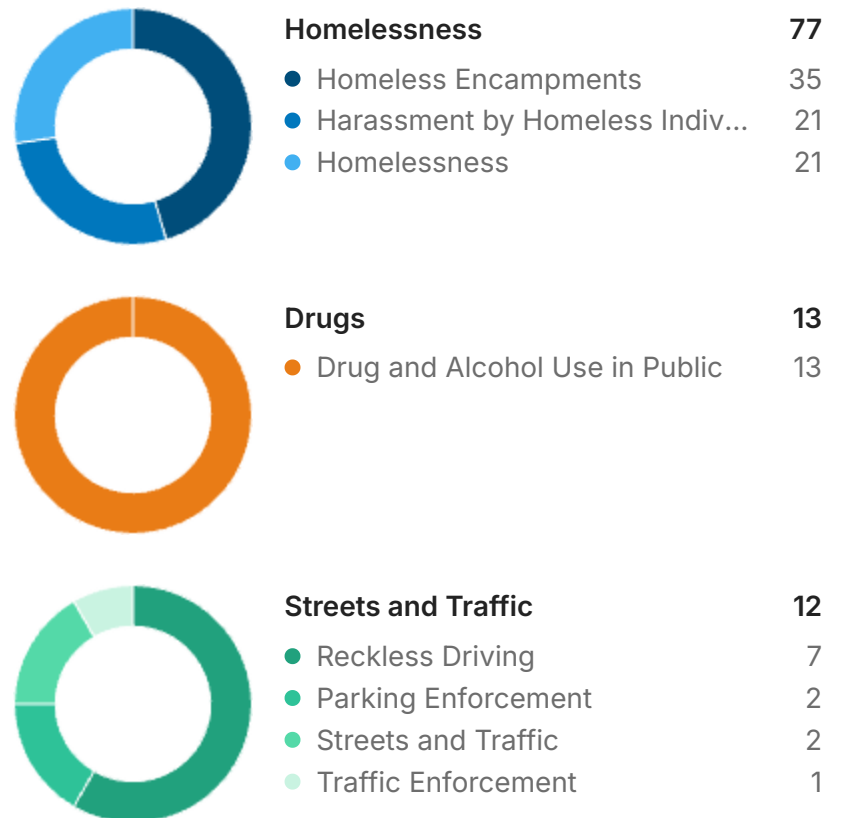 Homelessness 77
Homeless Encampments 35
Harassment by Homeless Indiv... 21
Homelessness 21
Drugs 13
Drug and Alcohol Use in Public 13
Streets and Traffic 12
Reckless Driving 7
Parking Enforcement 2
Streets and Traffic 2
Traffic Enforcement 1